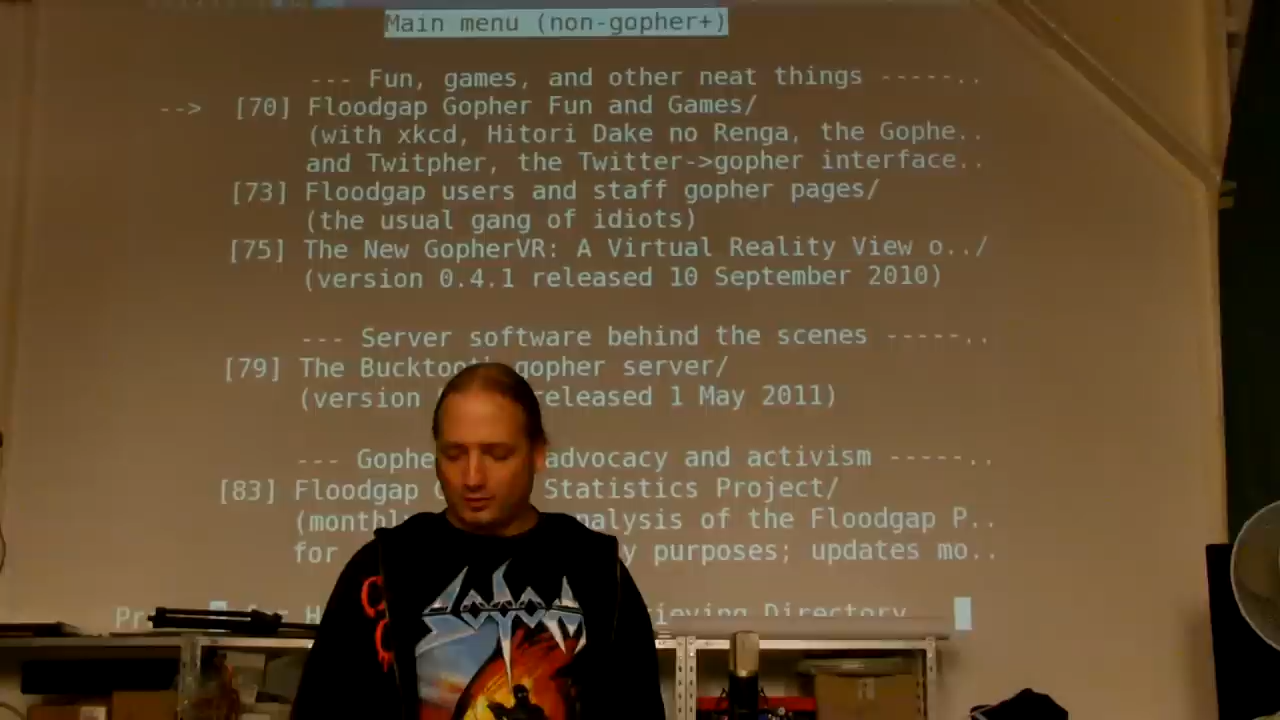 Main menu (non-gopher+)
--- Fun, games, and other neat things -----..
--> [70] Floodgap Gopher Fun and Games/
(with xkcd, Hitori Dake no Renga, the Gophe..
and Twitpher, the Twitter->gopher interface..
[73] Floodgap users and staff gopher pages/
(the usual gang of idiots)
[75] The New GopherVR: A Virtual Reality View o../
(version 0.4.1 released 10 September 2010)
--- Server software behind the scenes -----..
[79] The Bucktooth gopher server/
(version released 1 May 2011)
--- Gophe advocacy and activism -----..
[83] Floodgap Statistics Project/
(monthl nalysis of the Floodgap P..
for y purposes; updates mo..
Pr for H ieving Directory..
SODOM